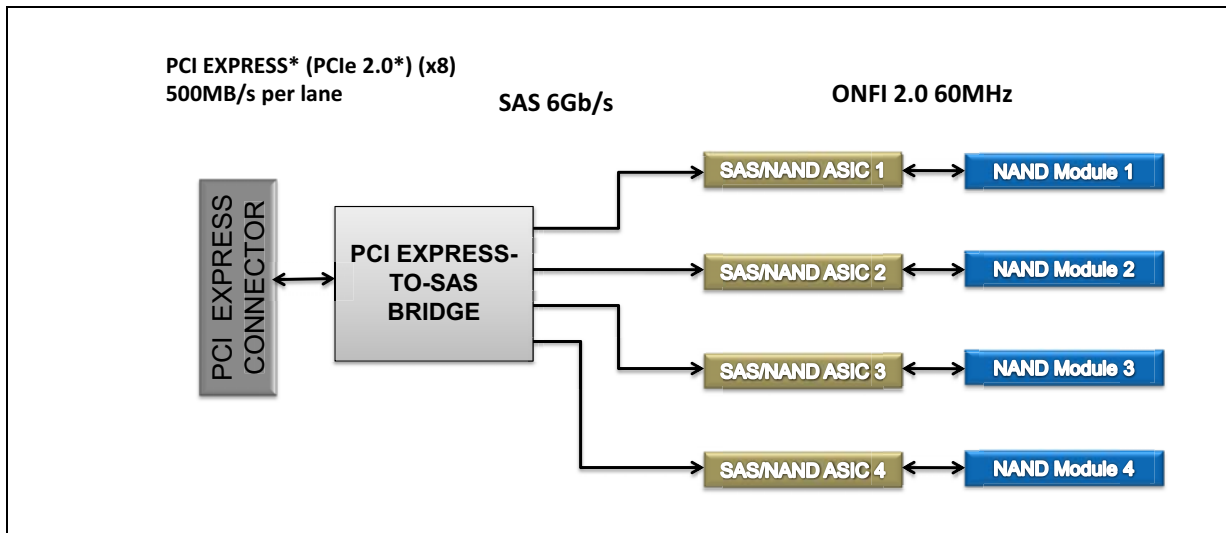 PCI EXPRESS* (PCIe 2.0*) (x8)
500MB/s per lane
SAS 6Gb/s
ONFI 2.0 60MHz
PCI EXPRESS
CONNECTOR
PCI EXPRESS-
TO-SAS
BRIDGE
SAS/NAND ASIC 1
NAND Module 1
SAS/NAND ASIC 2
NAND Module 2
SAS/NAND ASIC 3
NAND Module 3
SAS/NAND ASIC 4
NAND Module 4